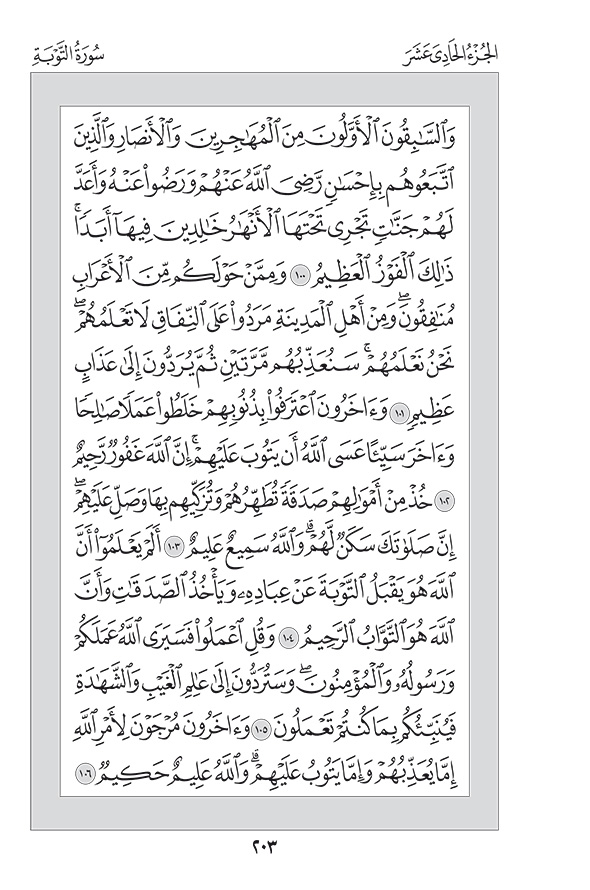 الجُزْءُ الحَادِي عَشَرَ
سُورَةُ التَّوْبَةِ
وَٱلسَّٰبِقُونَ ٱلْأَوَّلُونَ مِنَ ٱلْمُهَٰجِرِينَ وَٱلْأَنصَارِ وَٱلَّذِينَ
ٱتَّبَعُوهُم بِإِحْسَٰنٍ رَّضِىَ ٱللَّهُ عَنْهُمْ وَرَضُوا۟ عَنْهُ وَأَعَدَّ
لَهُمْ جَنَّٰتٍ تَجْرِى تَحْتَهَا ٱلْأَنْهَٰرُ خَٰلِدِينَ فِيهَآ أَبَدًا ۚ
ذَٰلِكَ ٱلْفَوْزُ ٱلْعَظِيمُ ١٠٠ وَمِمَّنْ حَوْلَكُم مِّنَ ٱلْأَعْرَابِ
مُنَٰفِقُونَ ۖ وَمِنْ أَهْلِ ٱلْمَدِينَةِ مَرَدُوا۟ عَلَى ٱلنِّفَاقِ لَا تَعْلَمُهُمْ ۖ
نَحْنُ نَعْلَمُهُمْ ۚ سَنُعَذِّبُهُم مَّرَّتَيْنِ ثُمَّ يُرَدُّونَ إِلَىٰ عَذَابٍ
عَظِيمٍ ١٠١ وَءَاخَرُونَ ٱعْتَرَفُوا۟ بِذُنُوبِهِمْ خَلَطُوا۟ عَمَلًا صَٰلِحًا
وَءَاخَرَ سَيِّئًا عَسَى ٱللَّهُ أَن يَتُوبَ عَلَيْهِمْ ۚ إِنَّ ٱللَّهَ غَفُورٌ رَّحِيمٌ
١٠٢ خُذْ مِنْ أَمْوَٰلِهِمْ صَدَقَةً تُطَهِّرُهُمْ وَتُزَكِّيهِم بِهَا وَصَلِّ عَلَيْهِمْ ۖ
إِنَّ صَلَوٰتَكَ سَكَنٌ لَّهُمْ ۗ وَٱللَّهُ سَمِيعٌ عَلِيمٌ ١٠٣ أَلَمْ يَعْلَمُوٓا۟ أَنَّ
ٱللَّهَ هُوَ يَقْبَلُ ٱلتَّوْبَةَ عَنْ عِبَادِهِۦ وَيَأْخُذُ ٱلصَّدَقَٰتِ وَأَنَّ
ٱللَّهَ هُوَ ٱلتَّوَّابُ ٱلرَّحِيمُ ١٠٤ وَقُلِ ٱعْمَلُوا۟ فَسَيَرَى ٱللَّهُ عَمَلَكُمْ
وَرَسُولُهُۥ وَٱلْمُؤْمِنُونَ ۖ وَسَتُرَدُّونَ إِلَىٰ عَٰلِمِ ٱلْغَيْبِ وَٱلشَّهَٰدَةِ
فَيُنَبِّئُكُم بِمَا كُنتُمْ تَعْمَلُونَ ١٠٥ وَءَاخَرُونَ مُرْجَوْنَ لِأَمْرِ ٱللَّهِ
إِمَّا يُعَذِّبُهُمْ وَإِمَّا يَتُوبُ عَلَيْهِمْ ۗ وَٱللَّهُ عَلِيمٌ حَكِيمٌ ١٠٦
٢٠٣